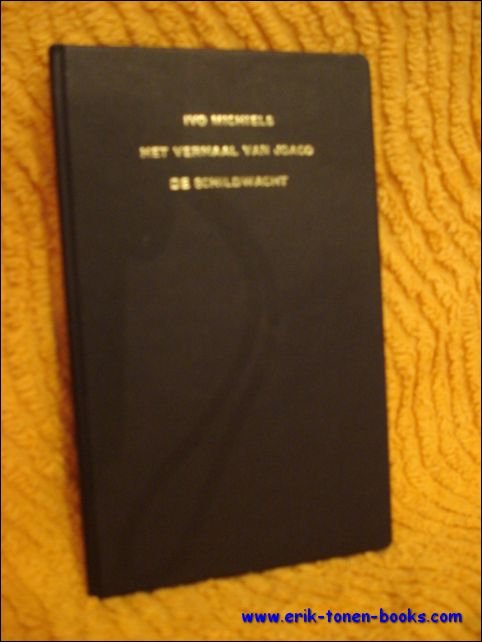 IVO MICHIELS
HET VERHAAL VAN JOACO
DE SCHILDWACHT
www.erik-tonen-books.com